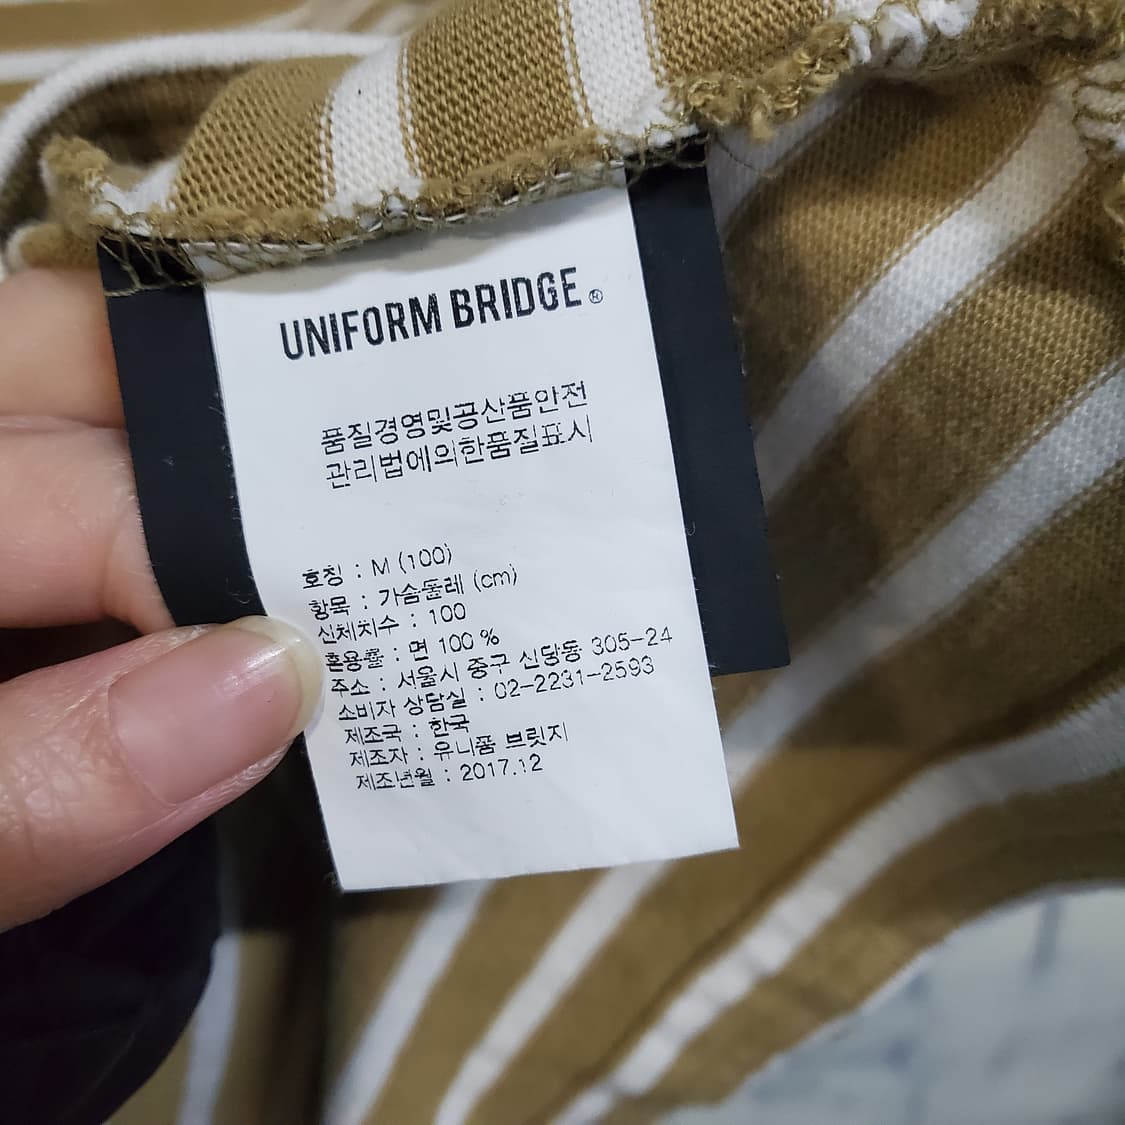 UNIFORM BRIDGE®
품질경영및공산품안전
관리법에의한품질표시
호칭 : M (100)
항목 : 가슴둘레 (cm)
신체치수 : 100
혼용률 : 면 100 %
주소 : 서울시 중구 신당동 305-24
소비자 상담실 : 02-2231-2593
제조국 : 한국
제조자 : 유니폼 브릿지
제조년월 : 2017.12